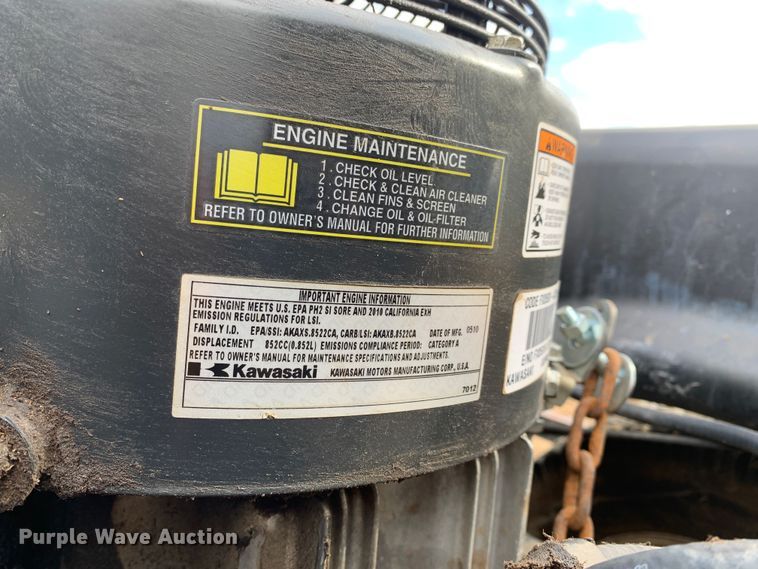 ENGINE MAINTENANCE
1. CHECK OIL LEVEL
2. CHECK & CLEAN AIR CLEANER
3. CLEAN FINS & SCREEN
4. CHANGE OIL & OIL-FILTER
REFER TO OWNER'S MANUAL FOR FURTHER INFORMATION
WARNING
IMPORTANT ENGINE INFORMATION
THIS ENGINE MEETS U.S. EPA PH2 SI SORE AND 2010 CALIFORNIA EXH
EMISSION REGULATIONS FOR LSI.
FAMILY I.D. EPA/SSI: AKAXS.8522CA, CARB/LSI: AKAXB.8522CA DATE OF MFG. 0510
DISPLACEMENT 852CC(0.852L) EMISSIONS COMPLIANCE PERIOD: CATEGORY A
REFER TO OWNER'S MANUAL FOR MAINTENANCE SPECIFICATIONS AND ADJUSTMENTS.
Kawasaki KAWASAKI MOTORS MANUFACTURING CORP., U.S.A.
7012
CODE
E/NO
KAWASAKI
Purple Wave Auction